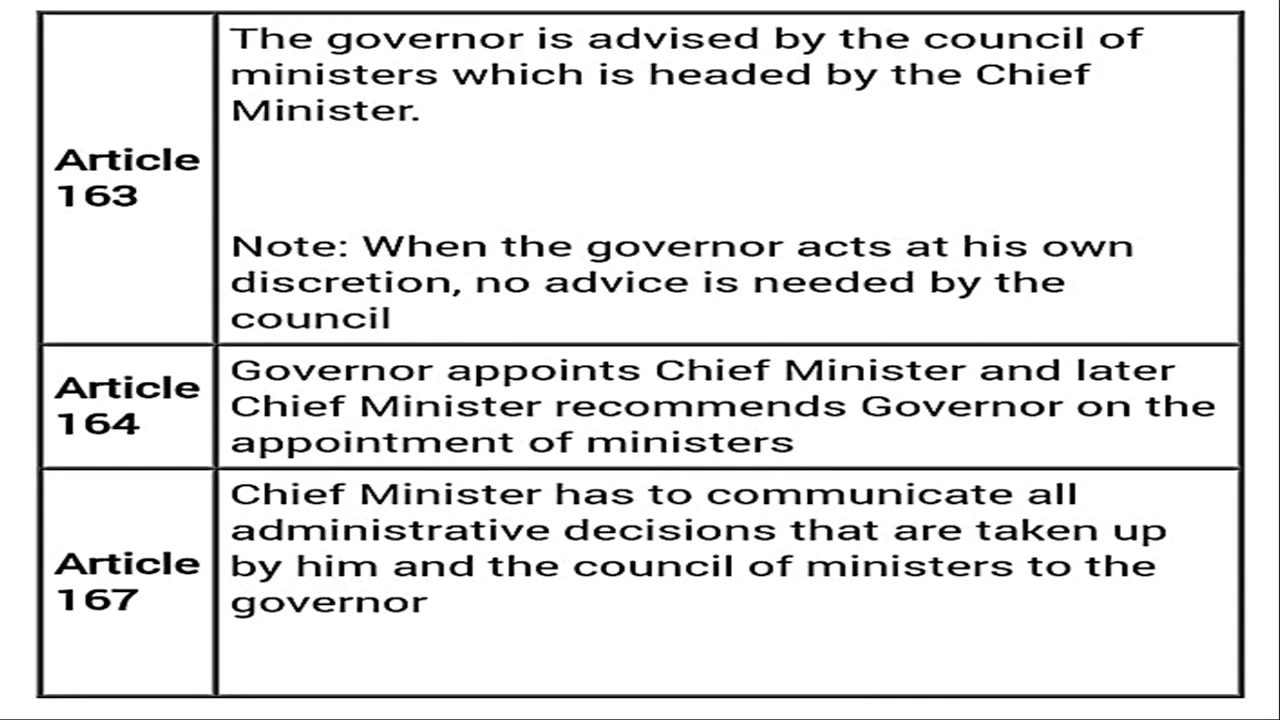 Article
163
The governor is advised by the council of
ministers which is headed by the Chief
Minister.
Note: When the governor acts at his own
discretion, no advice is needed by the
council
Article
164
Governor appoints Chief Minister and later
Chief Minister recommends Governor on the
appointment of ministers
Article
167
Chief Minister has to communicate all
administrative decisions that are taken up
by him and the council of ministers to the
governor